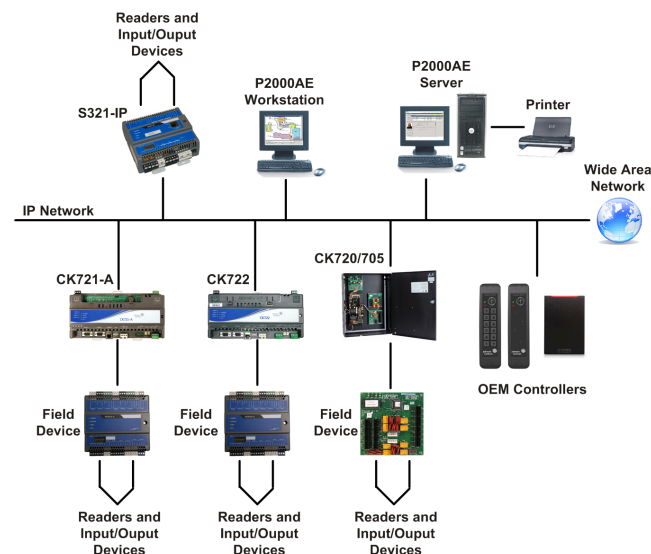 Readers and
Input/Ouput
Devices
S321-IP
P2000AE
Workstation
P2000AE
Server
Printer
Wide Area
Network
IP Network
CK721-A
CK722
CK720/705
OEM Controllers
Field
Device
Field
Device
Field
Device
Readers and
Input/Ouput
Devices
Readers and
Input/Ouput
Devices
Readers and
Input/Ouput
Devices